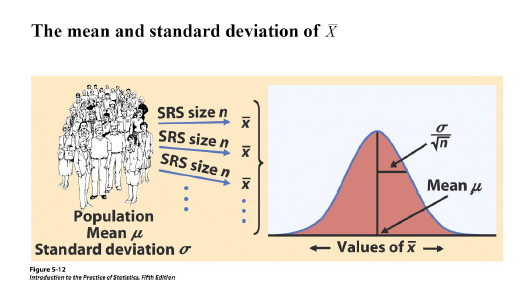 The mean and standard deviation of X̅
SRS size n
x̅
SRS size n
x̅
SRS size n
x̅
Population
Mean μ
Standard deviation σ
σ/√n
Mean μ
Values of x̅
Figure 5-12
Introduction to the Practice of Statistics, Fifth Edition